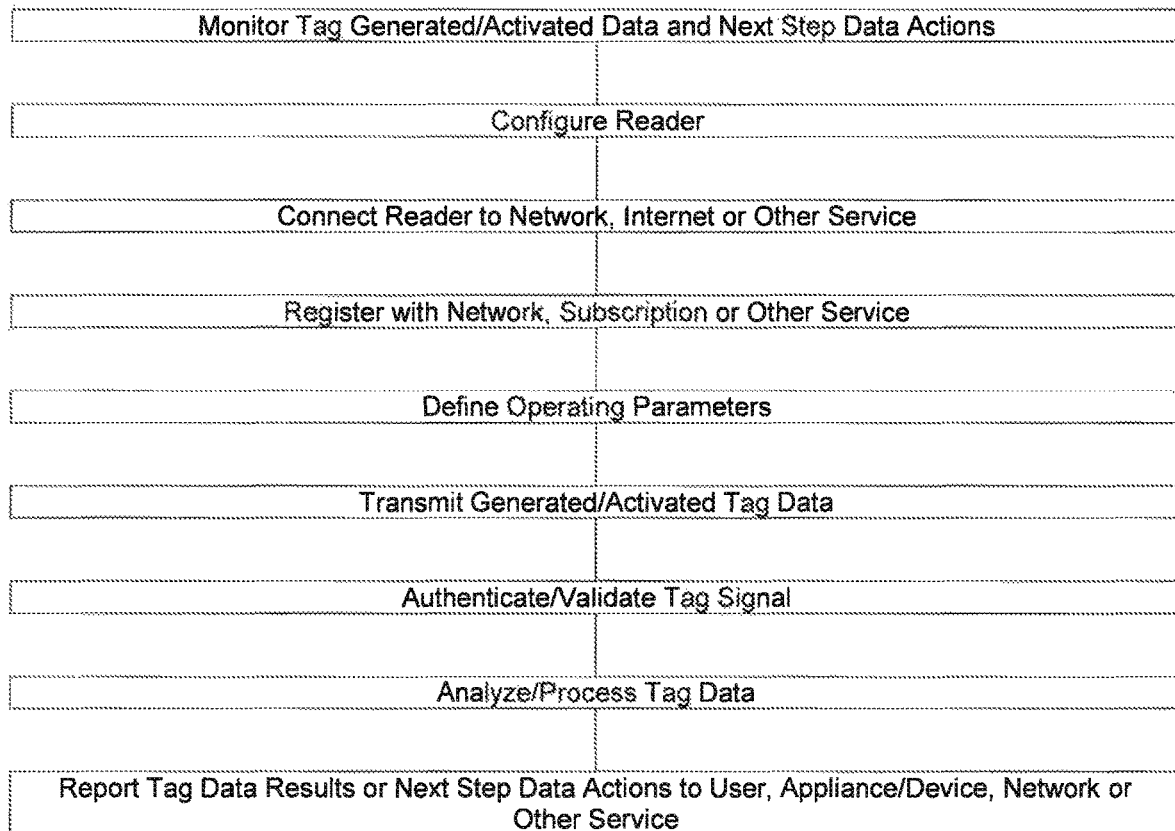 Monitor Tag Generated/Activated Data and Next Step Data Actions
Configure Reader
Connect Reader to Network, Internet or Other Service
Register with Network, Subscription or Other Service
Define Operating Parameters
Transmit Generated/Activated Tag Data
Authenticate/Validate Tag Signal
Analyze/Process Tag Data
Report Tag Data Results or Next Step Data Actions to User, Appliance/Device, Network or
Other Service